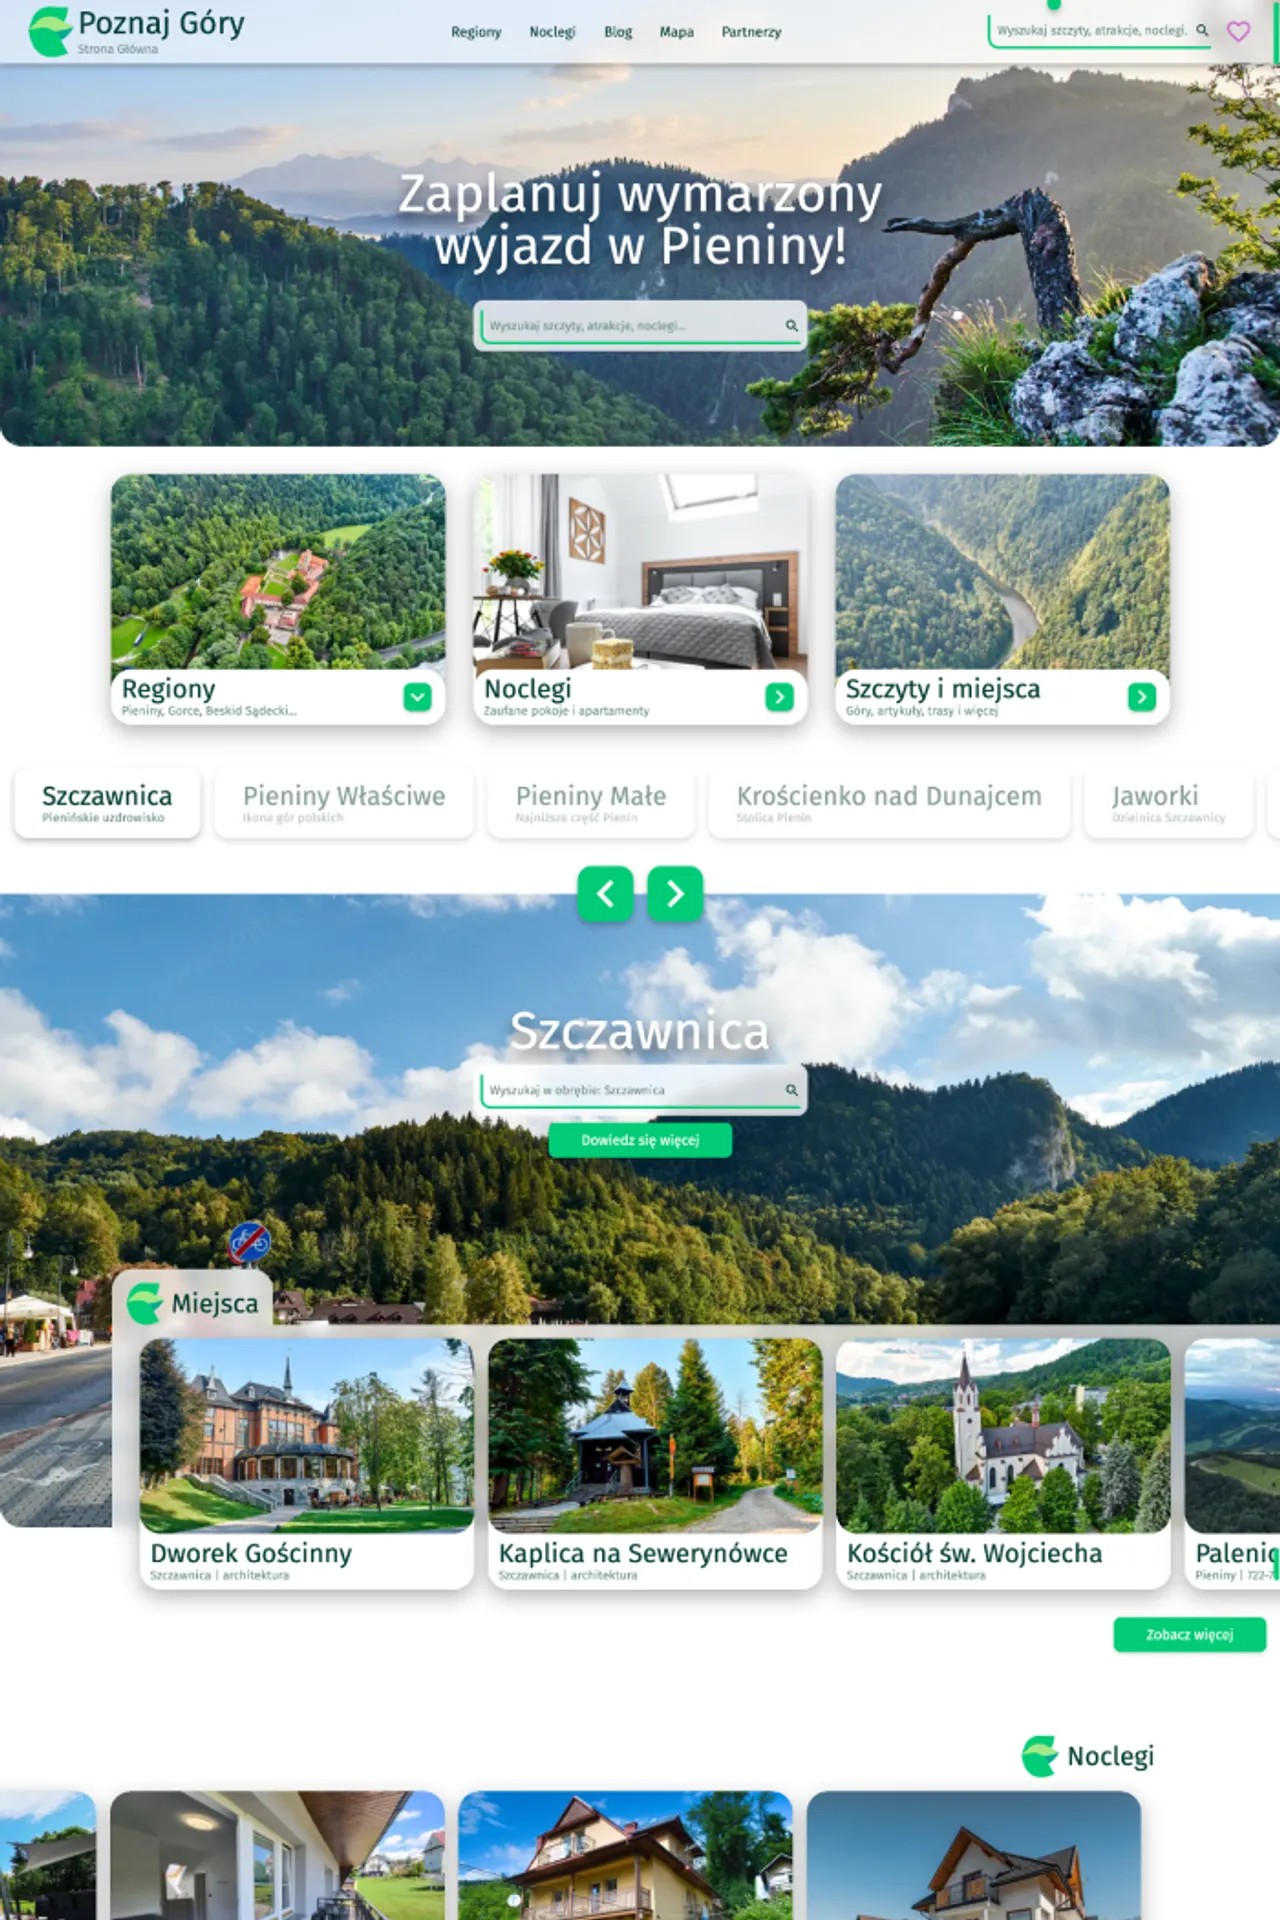 Poznaj Góry
Strona Główna
Regiony
Noclegi
Blog
Mapa
Partnerzy
Wyszukaj szczyty, atrakcje, noclegi.
Zaplanuj wymarzony
wyjazd w Pieniny!
Wyszukaj szczyty, atrakcje, noclegi...
Regiony
Pieniny, Gorce, Beskid Sądecki...
Noclegi
Zaufane pokoje i apartamenty
Szczyty i miejsca
Góry, artykuły, trasy i więcej
Szczawnica
Pienińskie uzdrowisko
Pieniny Właściwe
Ikona gór polskich
Pieniny Małe
Najniższa część Pienin
Krościenko nad Dunajcem
Stolica Pienin
Jaworki
Dzielnica Szczawnicy
Szczawnica
Wyszukaj w obrębie: Szczawnica
Dowiedz się więcej
Miejsca
Dworek Gościnny
Szczawnica | architektura
Kaplica na Sewerynówce
Szczawnica | architektura
Kościół św. Wojciecha
Szczawnica | architektura
Palenic
Pieniny | 722-7
Zobacz więcej
Noclegi